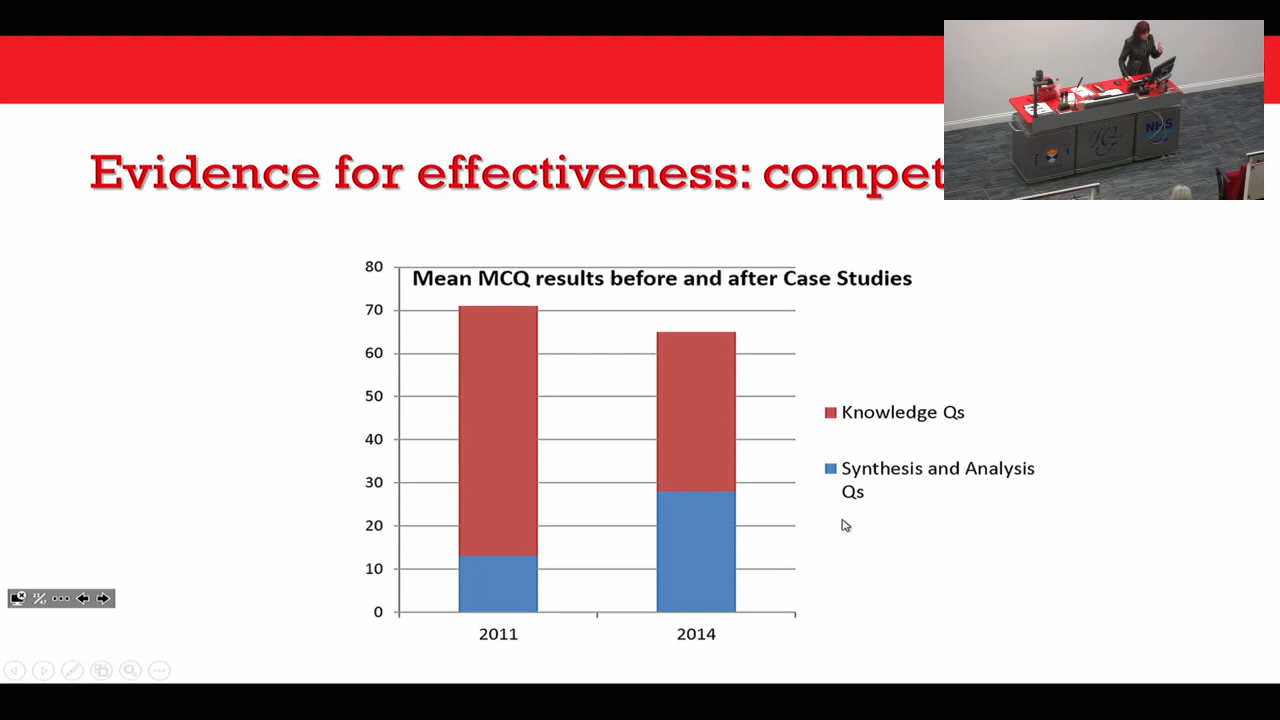 Evidence for effectiveness: compet
NHS
Mean MCQ results before and after Case Studies
80
70
60
50
40
30
20
10
0
2011
2014
Knowledge Qs
Synthesis and Analysis
Qs